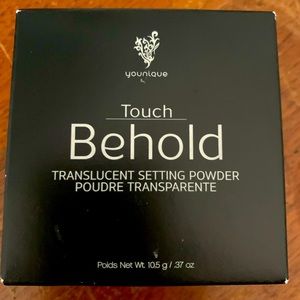 younique
Touch
Behold
TRANSLUCENT SETTING POWDER
POUDRE TRANSPARENTE
Poids Net Wt. 10.5 g / .37 oz